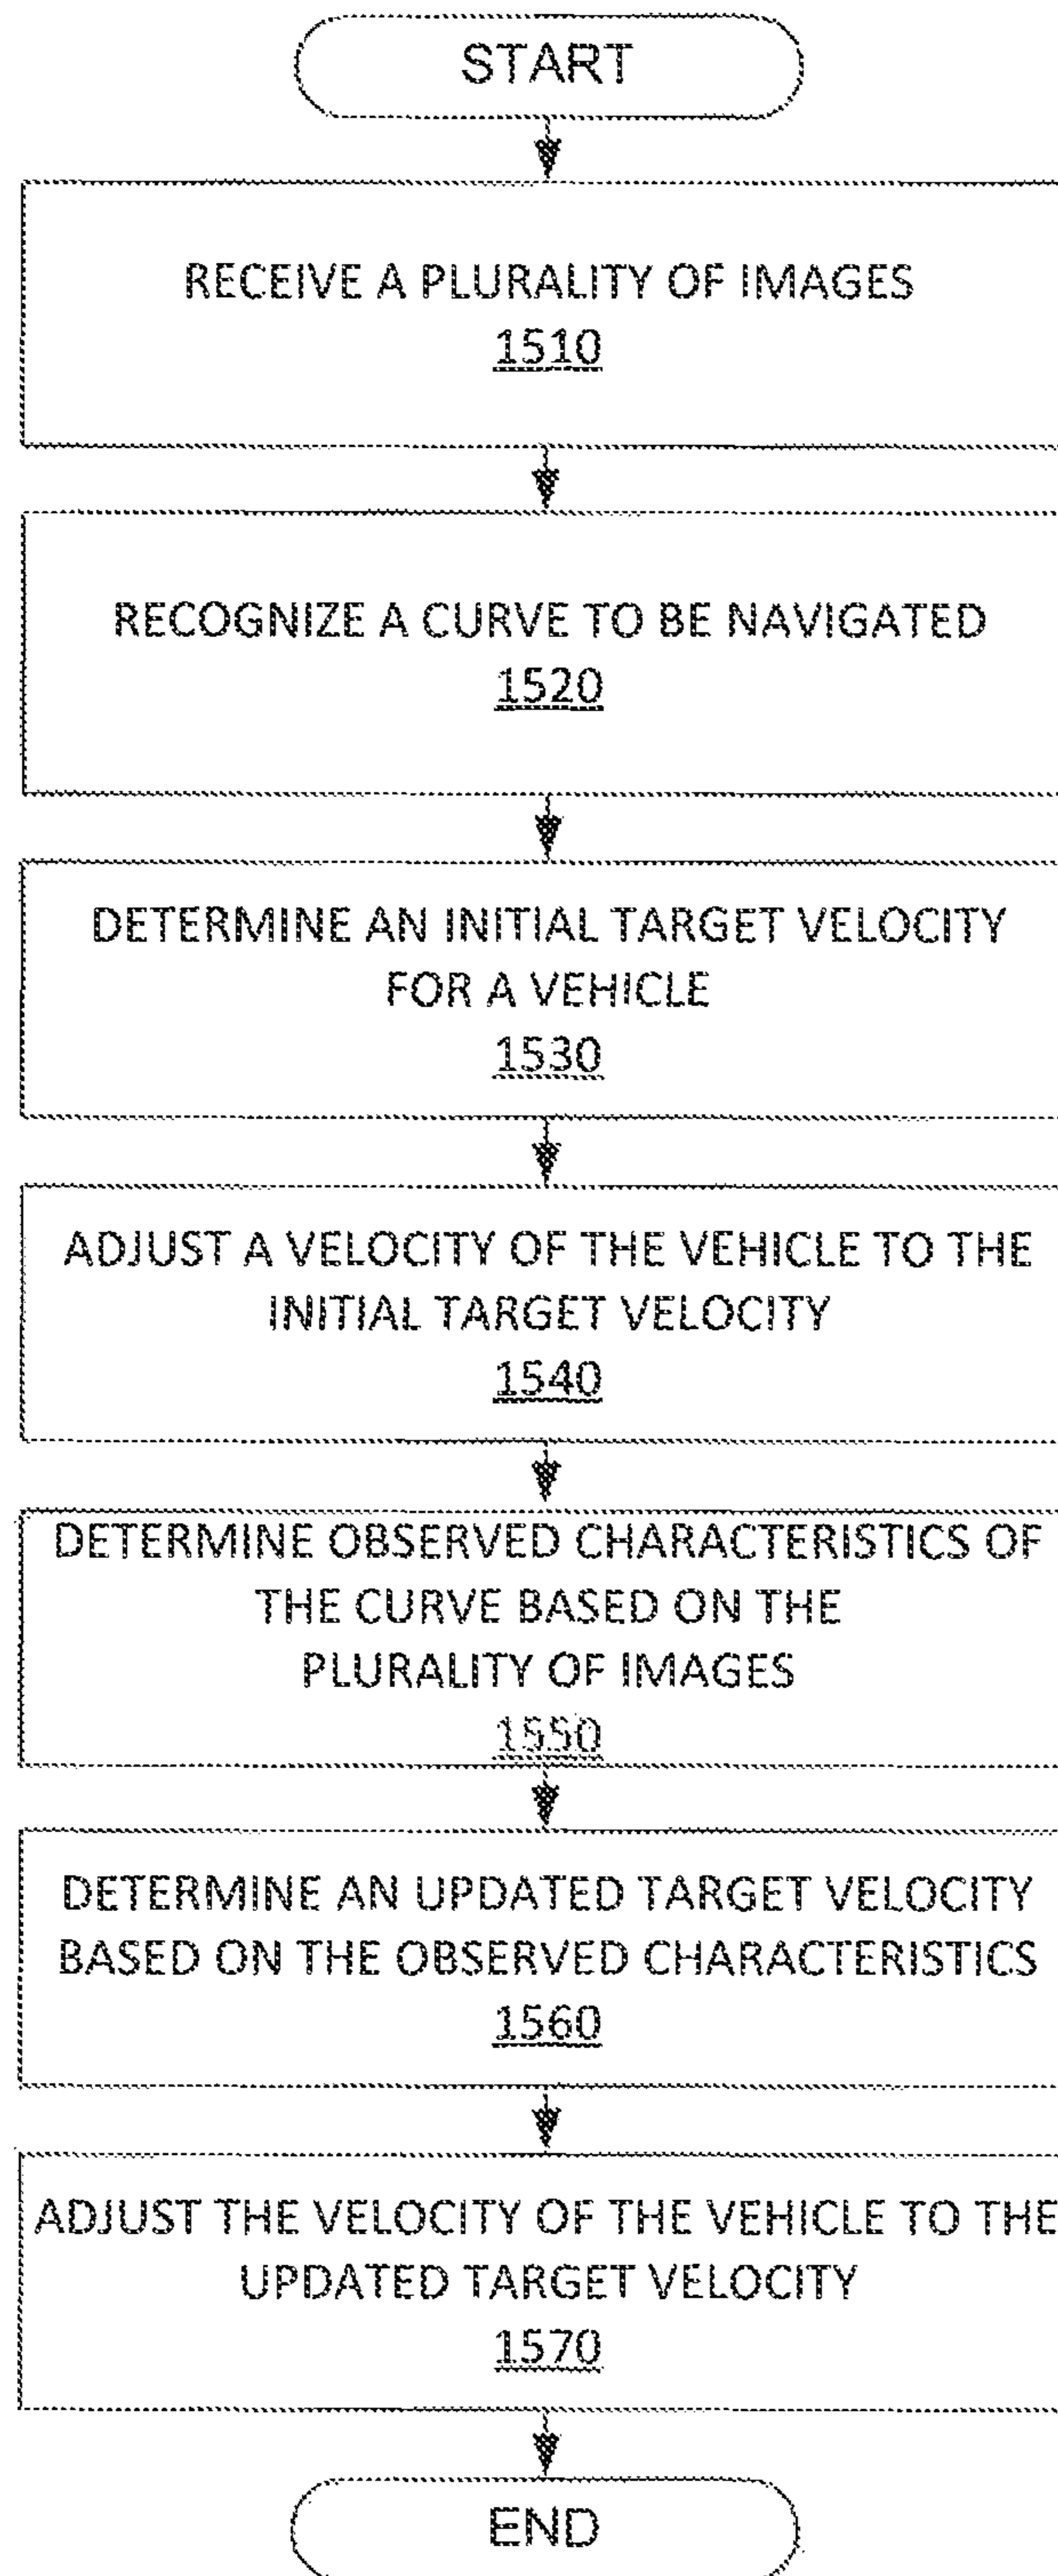 START
RECEIVE A PLURALITY OF IMAGES
1510
RECOGNIZE A CURVE TO BE NAVIGATED
1520
DETERMINE AN INITIAL TARGET VELOCITY
FOR A VEHICLE
1530
ADJUST A VELOCITY OF THE VEHICLE TO THE
INITIAL TARGET VELOCITY
1540
DETERMINE OBSERVED CHARACTERISTICS OF
THE CURVE BASED ON THE
PLURALITY OF IMAGES
1550
DETERMINE AN UPDATED TARGET VELOCITY
BASED ON THE OBSERVED CHARACTERISTICS
1560
ADJUST THE VELOCITY OF THE VEHICLE TO THE
UPDATED TARGET VELOCITY
1570
END